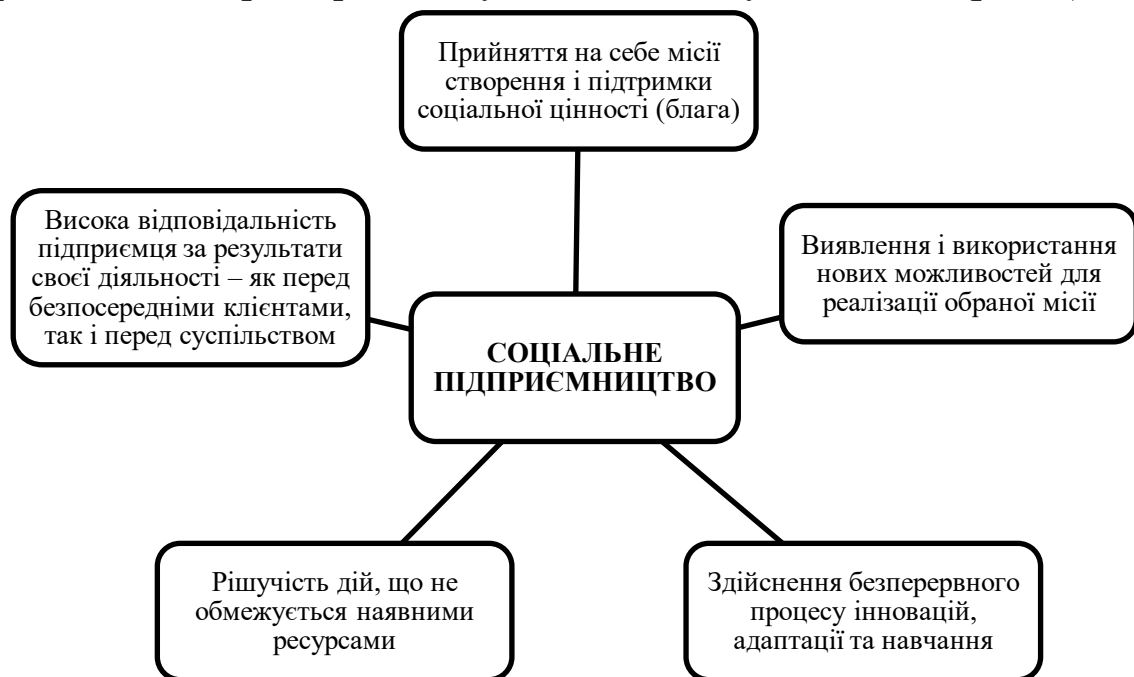 Прийняття на себе місії
створення і підтримки
соціальної цінності (блага)
Висока відповідальність
підприємця за результати
своєї діяльності – як перед
безпосередніми клієнтами,
так і перед суспільством
Виявлення і використання
нових можливостей для
реалізації обраної місії
СОЦІАЛЬНЕ
ПІДПРИЄМНИЦТВО
Рішучість дій, що не
обмежується наявними
ресурсами
Здійснення безперервного
процесу інновацій,
адаптації та навчання